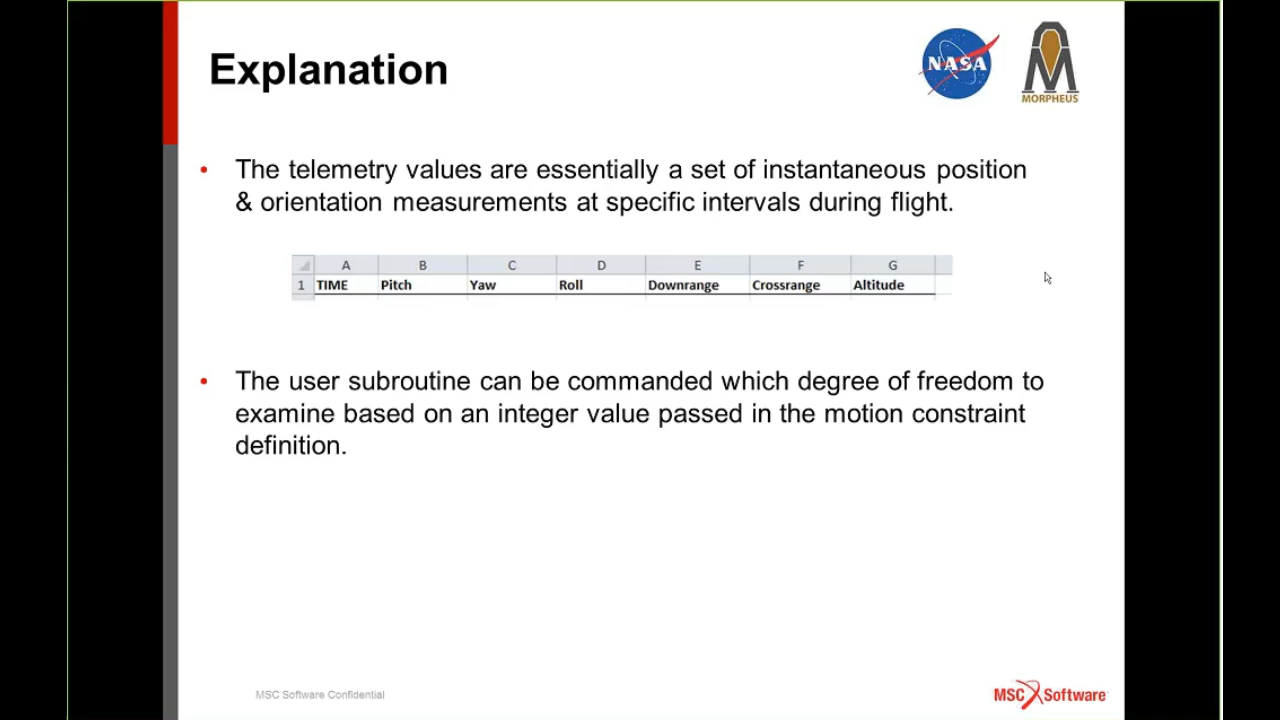 Explanation
NASA
MORPHEUS
• The telemetry values are essentially a set of instantaneous position
& orientation measurements at specific intervals during flight.
A B C D E F G
1 TIME Pitch Yaw Roll Downrange Crossrange Altitude
• The user subroutine can be commanded which degree of freedom to
examine based on an integer value passed in the motion constraint
definition.
MSC Software Confidential
MSC Software